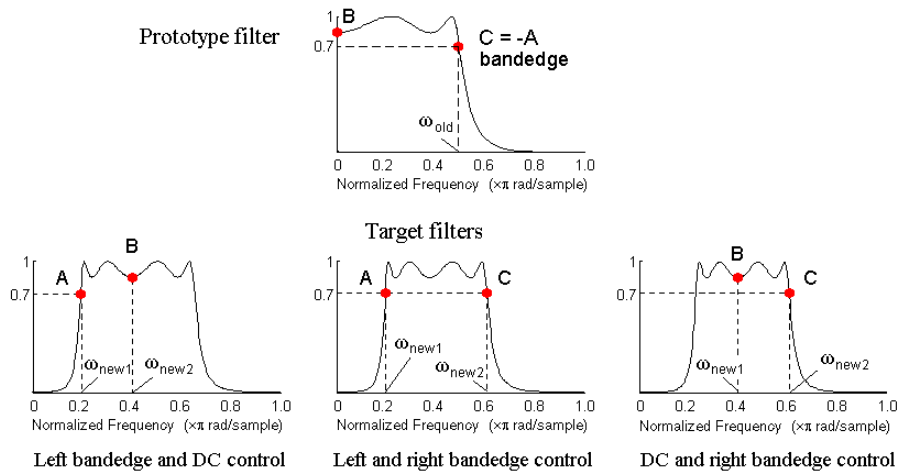 Prototype filter
1
B
0.7
C = -A
bandedge
ωold
0 0.2 0.4 0.6 0.8 1.0
Normalized Frequency (×π rad/sample)
Target filters
1
A
B
0.7
ωnew1
ωnew2
0 0.2 0.4 0.6 0.8 1.0
Normalized Frequency (×π rad/sample)
Left bandedge and DC control
1
A
C
0.7
ωnew1
ωnew2
0 0.2 0.4 0.6 0.8 1.0
Normalized Frequency (×π rad/sample)
Left and right bandedge control
1
B
C
0.7
ωnew1
ωnew2
0 0.2 0.4 0.6 0.8 1.0
Normalized Frequency (×π rad/sample)
DC and right bandedge control